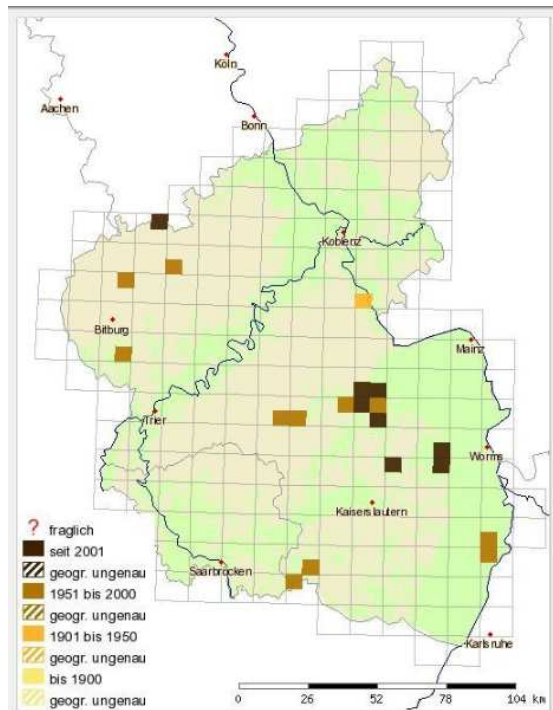 Köln
Aachen
Bonn
Koblenz
Bitburg
Mainz
Trier
Worms
Kaiserslautern
? fraglich
seit 2001
geogr. ungenau
1951 bis 2000
geogr. ungenau
1901 bis 1950
geogr. ungenau
bis 1900
geogr. ungenau
Saarbrücken
Karlsruhe
0 26 52 78 104 km